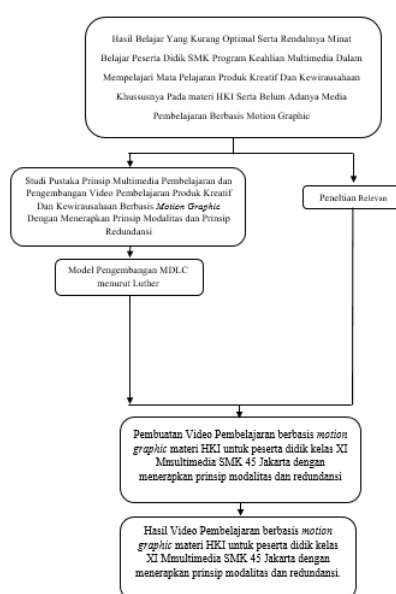 Hasil Belajar Yang Kurang Optimal Serta Rendahnya Minat
Belajar Peserta Didik SMK Program Keahlian Multimedia Dalam
Mempelajari Mata Pelajaran Produk Kreatif Dan Kewirausahaan
Khususnya Pada materi HKI Serta Belum Adanya Media
Pembelajaran Berbasis Motion Graphic
Studi Pustaka Prinsip Multimedia Pembelajaran dan
Pengembangan Video Pembelajaran Produk Kreatif
Dan Kewirausahaan Berbasis Motion Graphic
Dengan Menerapkan Prinsip Modalitas dan Prinsip
Redundansi
Peneltian Relevan
Model Pengembangan MDLC
menurut Luther
Pembuatan Video Pembelajaran berbasis motion
graphic materi HKI untuk peserta didik kelas XI
Mmultimedia SMK 45 Jakarta dengan
menerapkan prinsip modalitas dan redundansi
Hasil Video Pembelajaran berbasis motion
graphic materi HKI untuk peserta didik kelas
XI Mmultimedia SMK 45 Jakarta dengan
menerapkan prinsip modalitas dan redundansi.